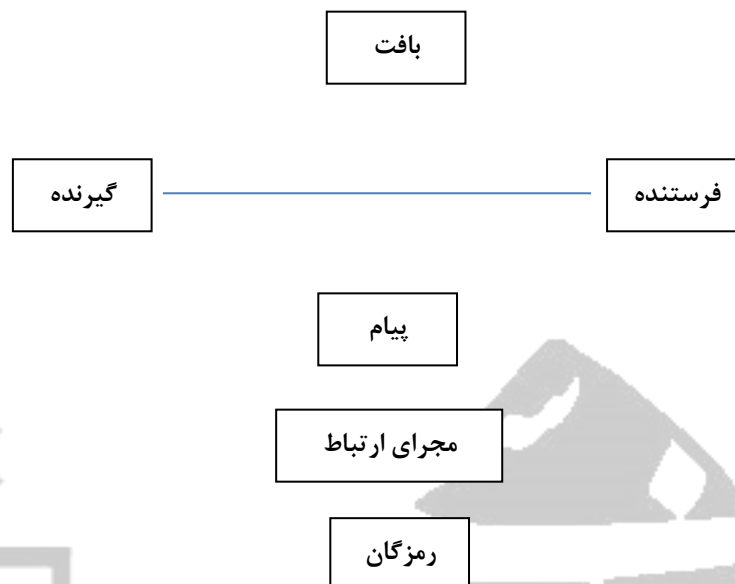 بافت
فرستنده
گیرنده
پیام
مجرای ارتباط
رمزگان